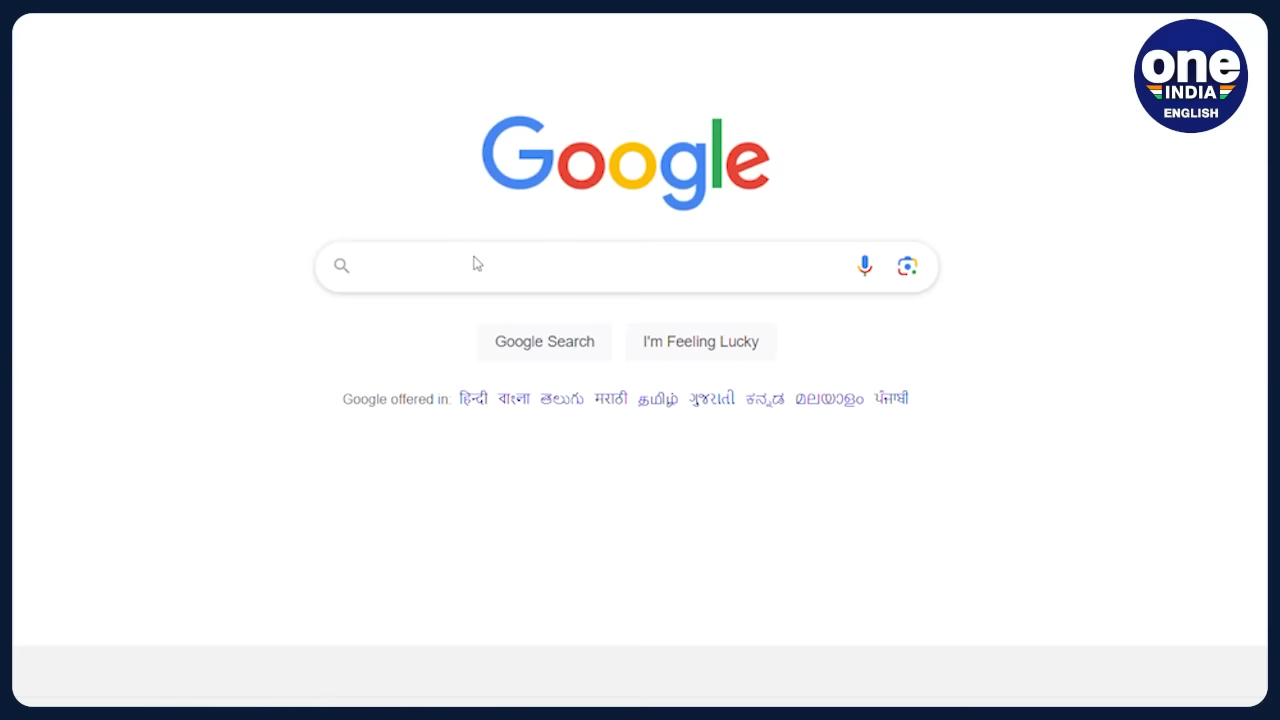 one
INDIA
ENGLISH
Google
Google Search I'm Feeling Lucky
Google offered in: हिन्दी বাংলা తెలుగు मराठी தமிழ் ગુજરાતી ಕನ್ನಡ മലയാളം ਪੰਜਾਬੀ